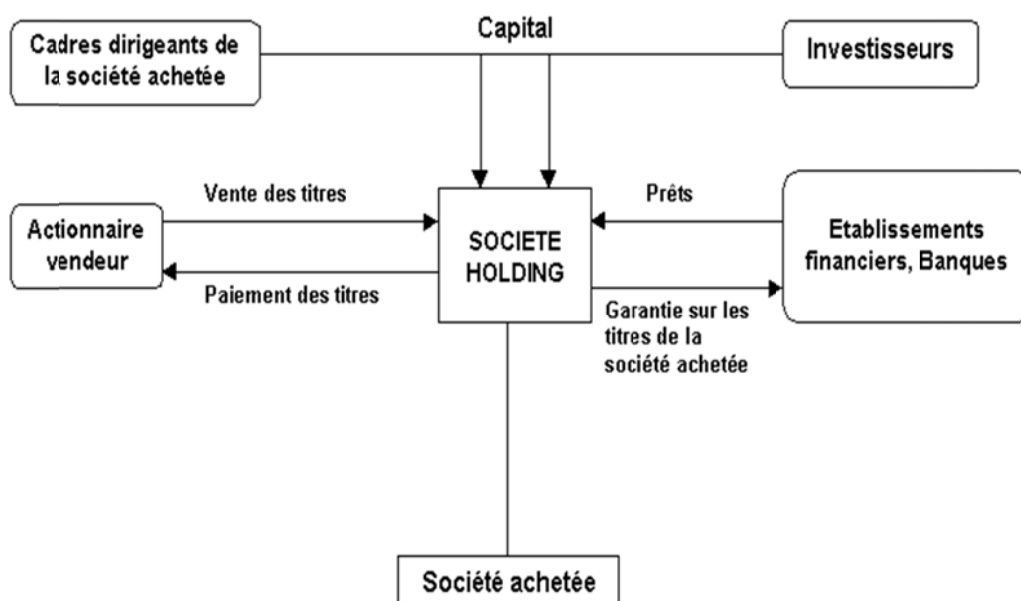 Cadres dirigeants de
la société achetée
Capital
Investisseurs
Vente des titres
Prêts
Actionnaire
vendeur
SOCIETE
HOLDING
Etablissements
financiers, Banques
Paiement des titres
Garantie sur les
titres de la
société achetée
Société achetée